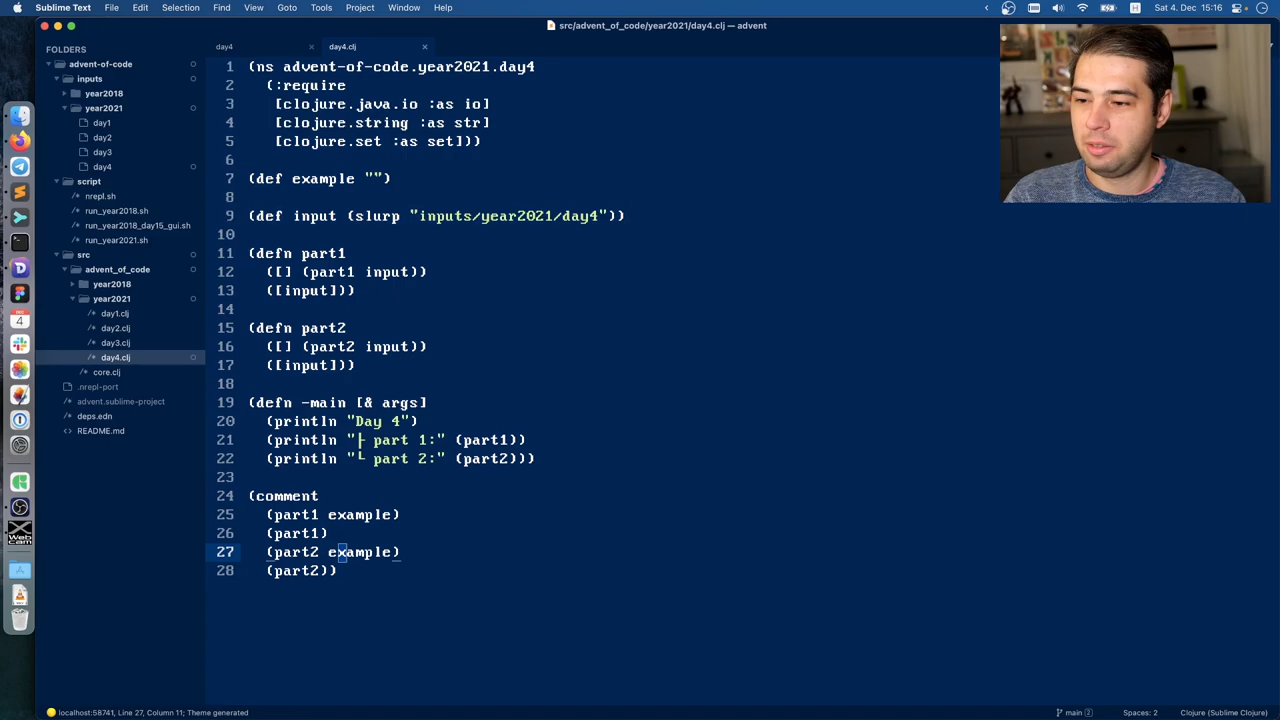 Sublime Text File Edit Selection Find View Goto Tools Project Window Help Sat 4. Dec 15:16
src/advent_of_code/year2021/day4.clj — advent
FOLDERS
advent-of-code
inputs
year2018
year2021
day1
day2
day3
day4
script
nrepl.sh
run_year2018.sh
run_year2018_day15_gui.sh
run_year2021.sh
src
advent_of_code
year2018
year2021
day1.clj
day2.clj
day3.clj
day4.clj
core.clj
.nrepl-port
advent.sublime-project
deps.edn
README.md
day4 day4.clj
1 (ns advent-of-code.year2021.day4
2 (:require
3 [clojure.java.io :as io]
4 [clojure.string :as str]
5 [clojure.set :as set]))
6
7 (def example "")
8
9 (def input (slurp "inputs/year2021/day4"))
10
11 (defn part1
12 ([] (part1 input))
13 ([input]))
14
15 (defn part2
16 ([] (part2 input))
17 ([input]))
18
19 (defn -main [& args]
20 (println "Day 4")
21 (println "├ part 1:" (part1))
22 (println "└ part 2:" (part2)))
23
24 (comment
25 (part1 example)
26 (part1)
27 (part2 example)
28 (part2))
localhost:58741, Line 27, Column 11; Theme generated
main 2 Spaces: 2 Clojure (Sublime Clojure)
DEC
4
Web
Cam